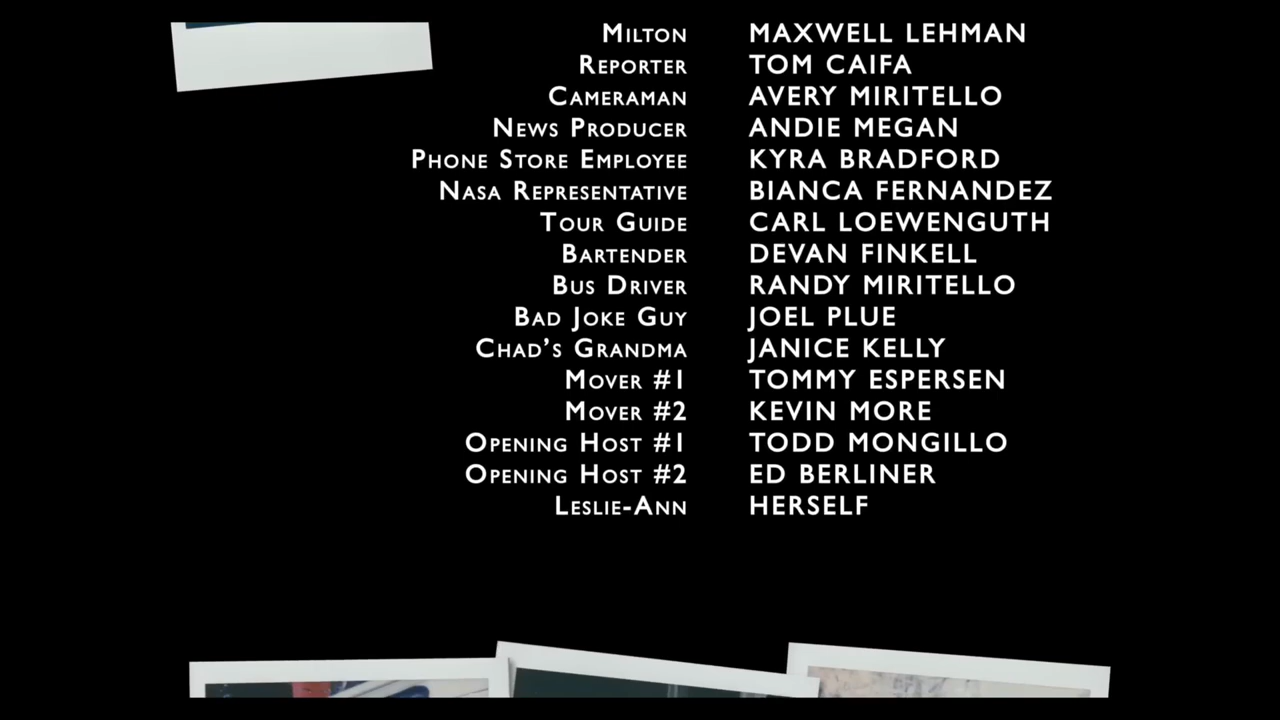 Milton MAXWELL LEHMAN
Reporter TOM CAIFA
Cameraman AVERY MIRITELLO
News Producer ANDIE MEGAN
Phone Store Employee KYRA BRADFORD
Nasa Representative BIANCA FERNANDEZ
Tour Guide CARL LOEWENGUTH
Bartender DEVAN FINKELL
Bus Driver RANDY MIRITELLO
Bad Joke Guy JOEL PLUE
Chad’s Grandma JANICE KELLY
Mover #1 TOMMY ESPERSEN
Mover #2 KEVIN MORE
Opening Host #1 TODD MONGILLO
Opening Host #2 ED BERLINER
Leslie-Ann HERSELF